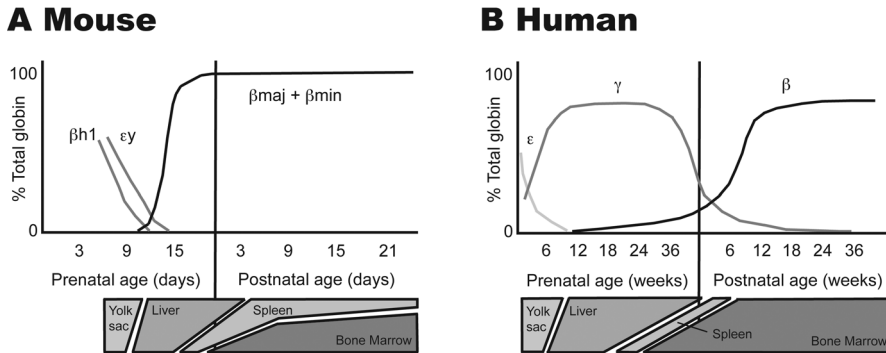 A Mouse
100
% Total globin
0
βh1
εy
βmaj + βmin
3 9 15 3 9 15 21
Prenatal age (days) Postnatal age (days)
Yolk
sac
Liver
Spleen
Bone Marrow
B Human
100
% Total globin
0
ε
γ
β
6 12 18 24 36 6 12 18 24 36
Prenatal age (weeks) Postnatal age (weeks)
Yolk
sac
Liver
Spleen
Bone Marrow